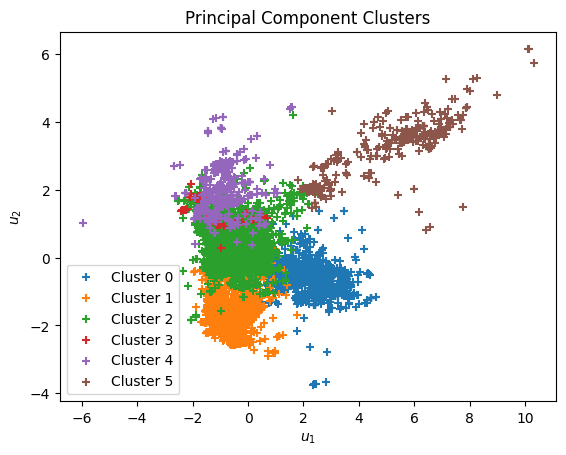 Principal Component Clusters
6
4
2
0
−2
−4
u₂
Cluster 0
Cluster 1
Cluster 2
Cluster 3
Cluster 4
Cluster 5
−6
−4
−2
0
2
4
6
8
10
u₁